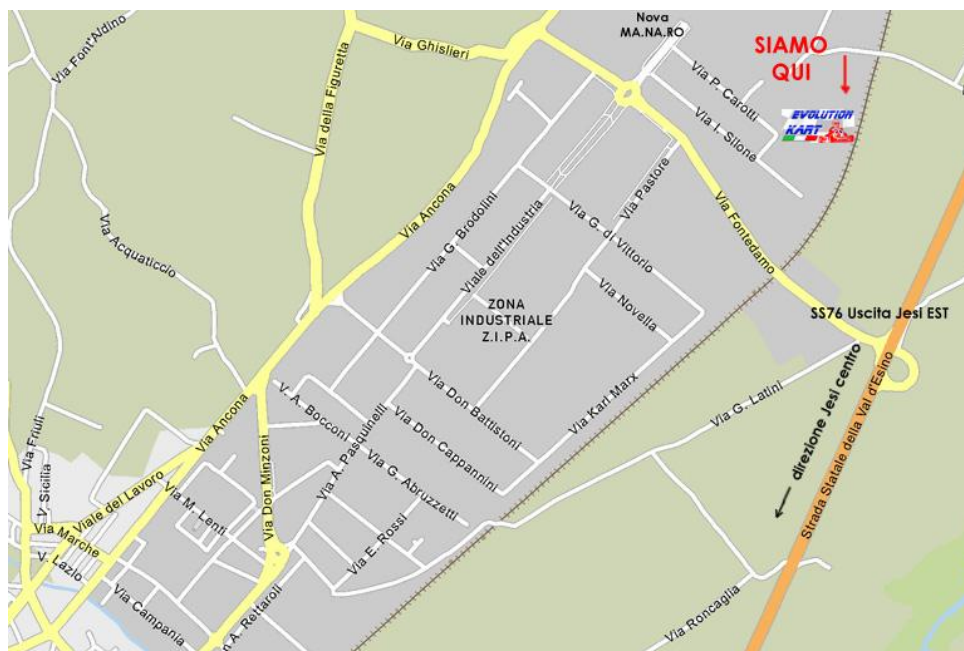 Nova
MA.NA.RO
SIAMO
QUI
EVOLUTION
KART
Via Font'Aldino
Via Ghislieri
Via della Figuretta
Via P. Carotti
Via I. Silone
Via Ancona
Via Pastore
Via G. Brodolini
Viale dell'Industria
Via G. di Vittorio
Via Fontedamo
Via Acquaticcio
Via Novella
ZONA
INDUSTRIALE
Z.I.P.A.
SS76 Uscita Jesi EST
Via Don Battistoni
Via Karl Marx
Via G. Latini
direzione Jesi centro
Strada Statale della Val d'Esino
V. A. Bocconi
Via A. Pasquinelli
Via Don Cappannini
Via Ancona
Via G. Abruzzetti
Via Friuli
V. Sicilia
Viale del Lavoro
Via Don Minzoni
Via M. Lenti
Via Marche
V. Lazio
Via E. Rossi
Via Campania
n A. Rettaroli
Via Roncaglia